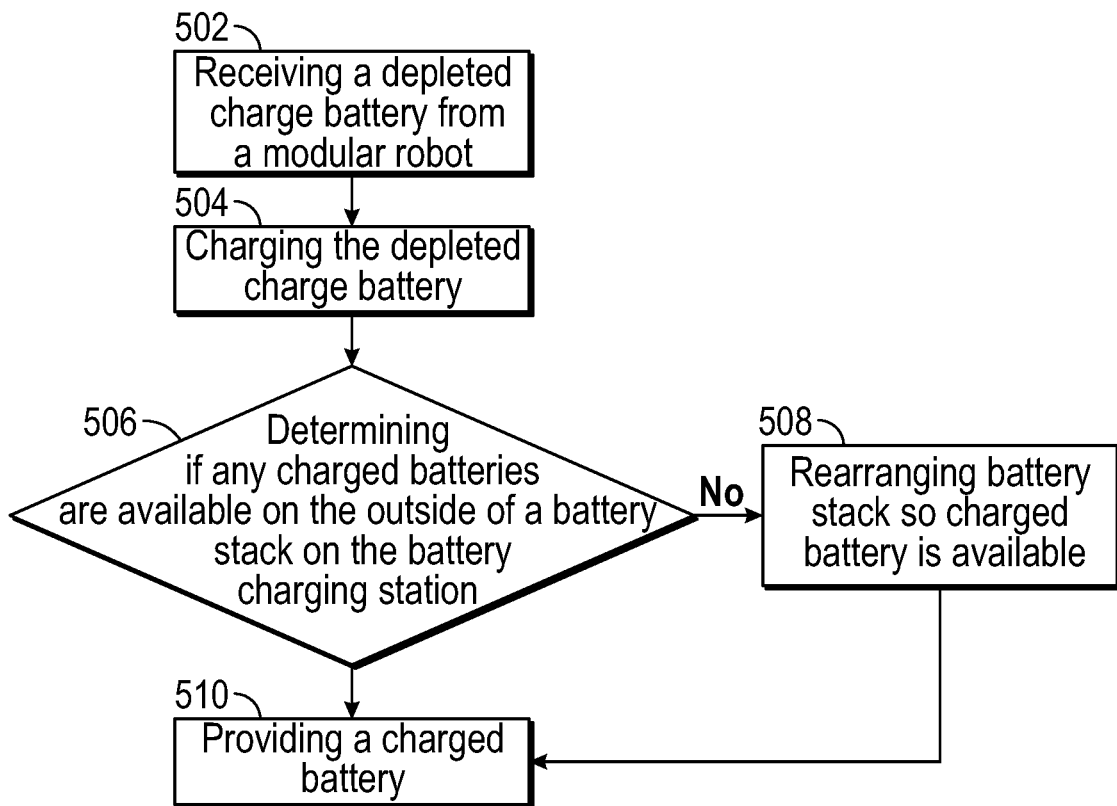 502
Receiving a depleted
charge battery from
a modular robot
504
Charging the depleted
charge battery
506
Determining
if any charged batteries
are available on the outside of a battery
stack on the battery
charging station
No
508
Rearranging battery
stack so charged
battery is available
510
Providing a charged
battery